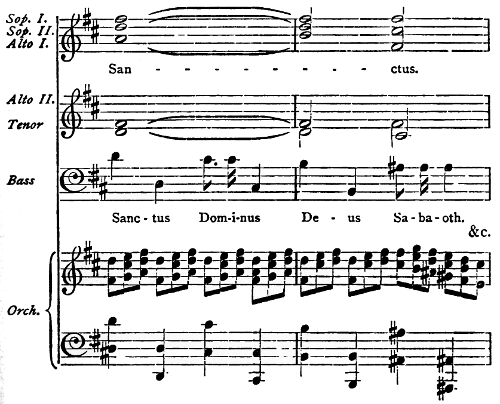 Sop. I.
Sop. II.
Alto I.
San - - - - - - - - ctus.
Alto II.
Tenor
Bass
Sanc - tus Dom-i-nus De - us Sa-ba-oth.
&c.
Orch.